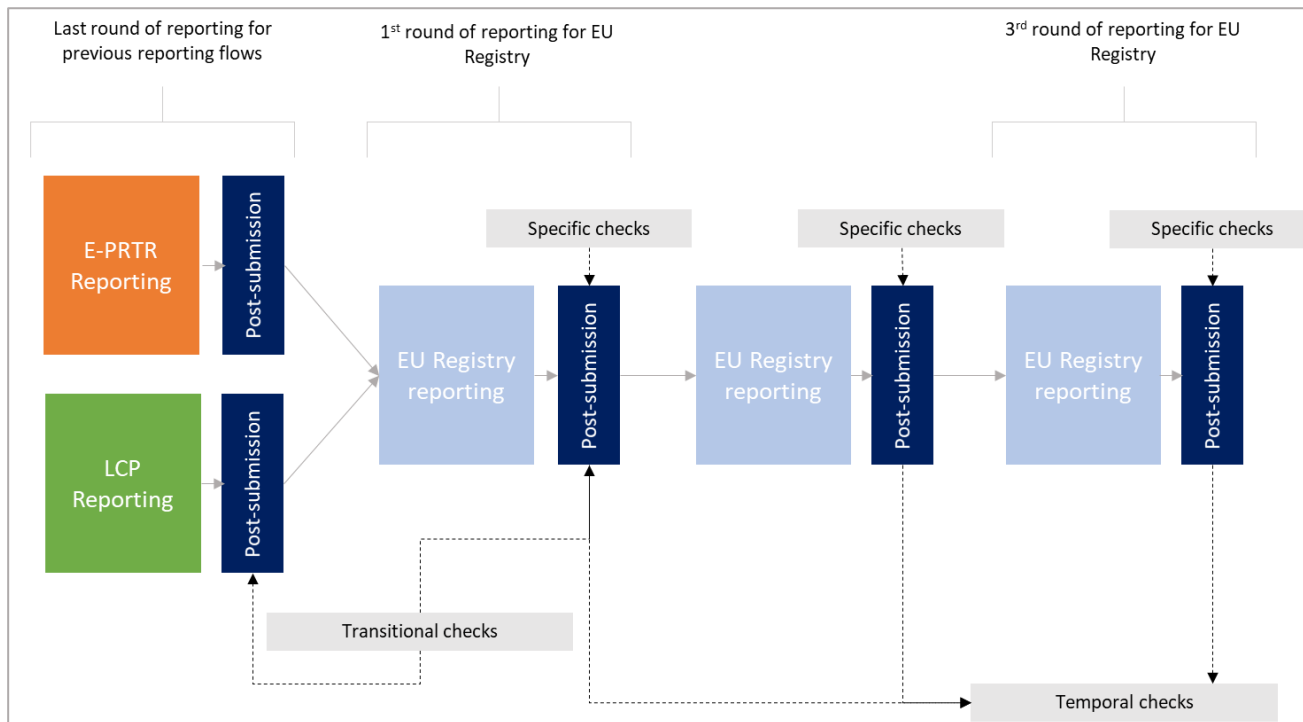 Last round of reporting for
previous reporting flows
1st round of reporting for EU
Registry
3rd round of reporting for EU
Registry
E-PRTR
Reporting
Post-submission
Specific checks
Specific checks
Specific checks
EU Registry
reporting
Post-submission
EU Registry
reporting
Post-submission
EU Registry
reporting
Post-submission
LCP
Reporting
Post-submission
Transitional checks
Temporal checks